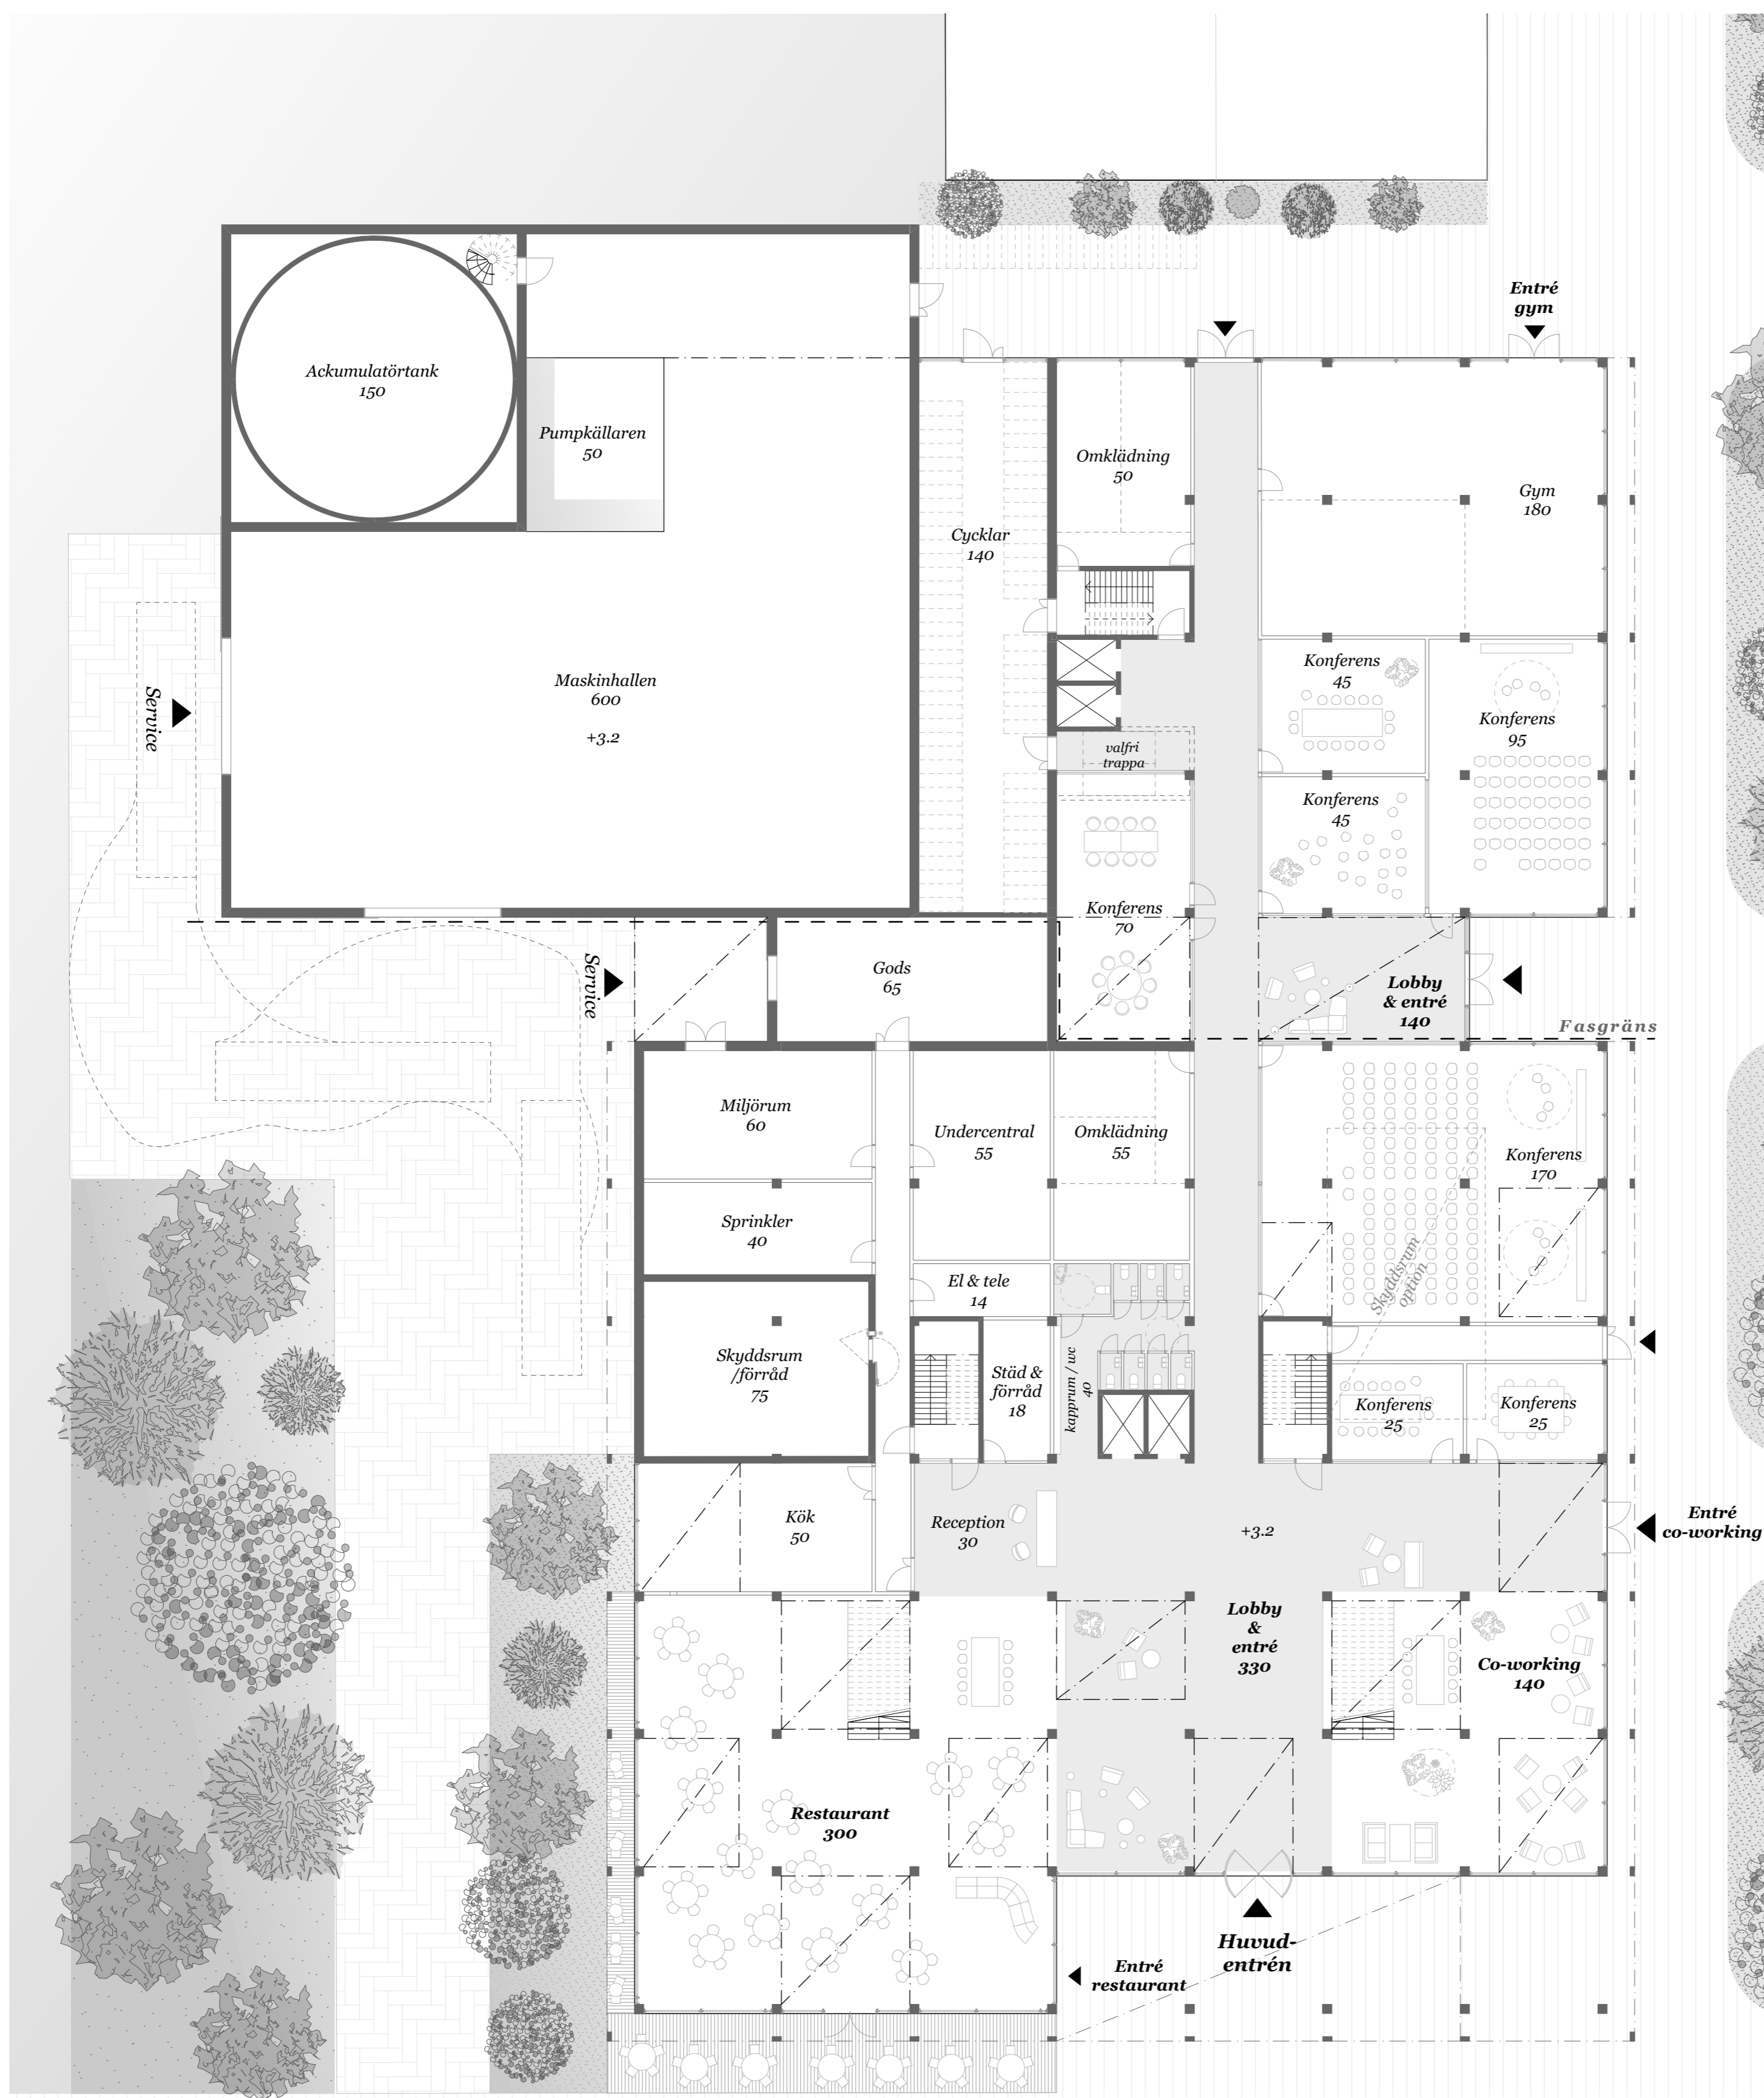 Entré
gym
Ackumulatörtank
150
Pumpkällaren
50
Omklädning
50
Gym
180
Cycklar
140
Service
Maskinhallen
600
+3.2
Konferens
45
Konferens
95
valfri
trappa
Konferens
45
Konferens
70
Service
Gods
65
Lobby
& entré
140
Fasgräns
Miljörum
60
Undercentral
55
Omklädning
55
Konferens
170
Sprinkler
40
El & tele
14
Skyddsrum
option
Skyddsrum
/förråd
75
Städ &
förråd
18
kapprum / wc
40
Konferens
25
Konferens
25
Kök
50
Reception
30
+3.2
Entré
co-working
Lobby
&
entré
330
Co-working
140
Restaurant
300
Huvud-
entrén
Entré
restaurant